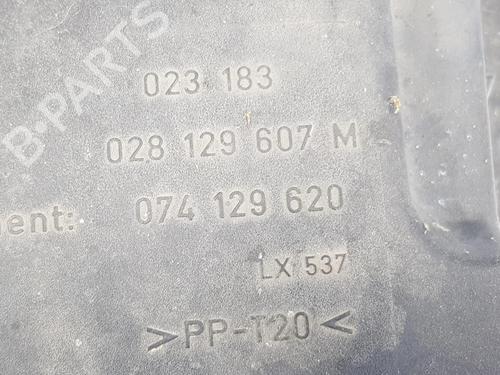 B-PARTS
023 183
028 129 607 M
ent: 074 129 620
LX 537
>PP-T20<